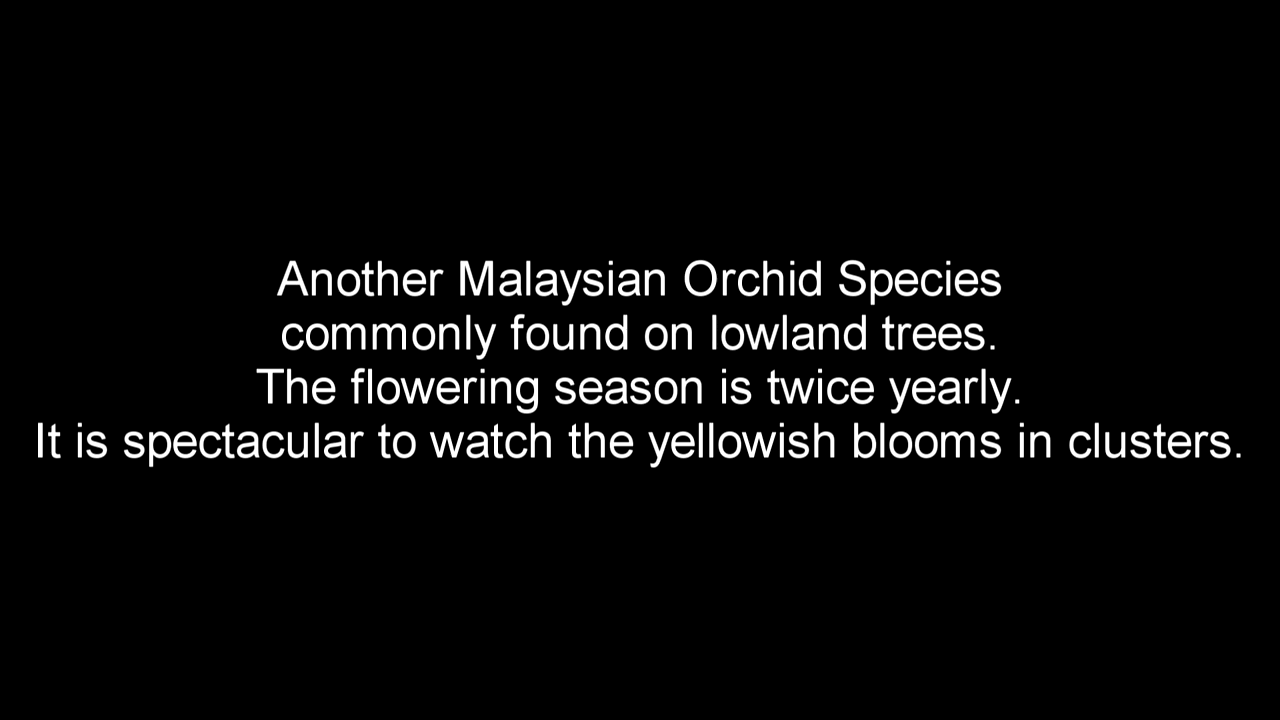 Another Malaysian Orchid Species
commonly found on lowland trees.
The flowering season is twice yearly.
It is spectacular to watch the yellowish blooms in clusters.